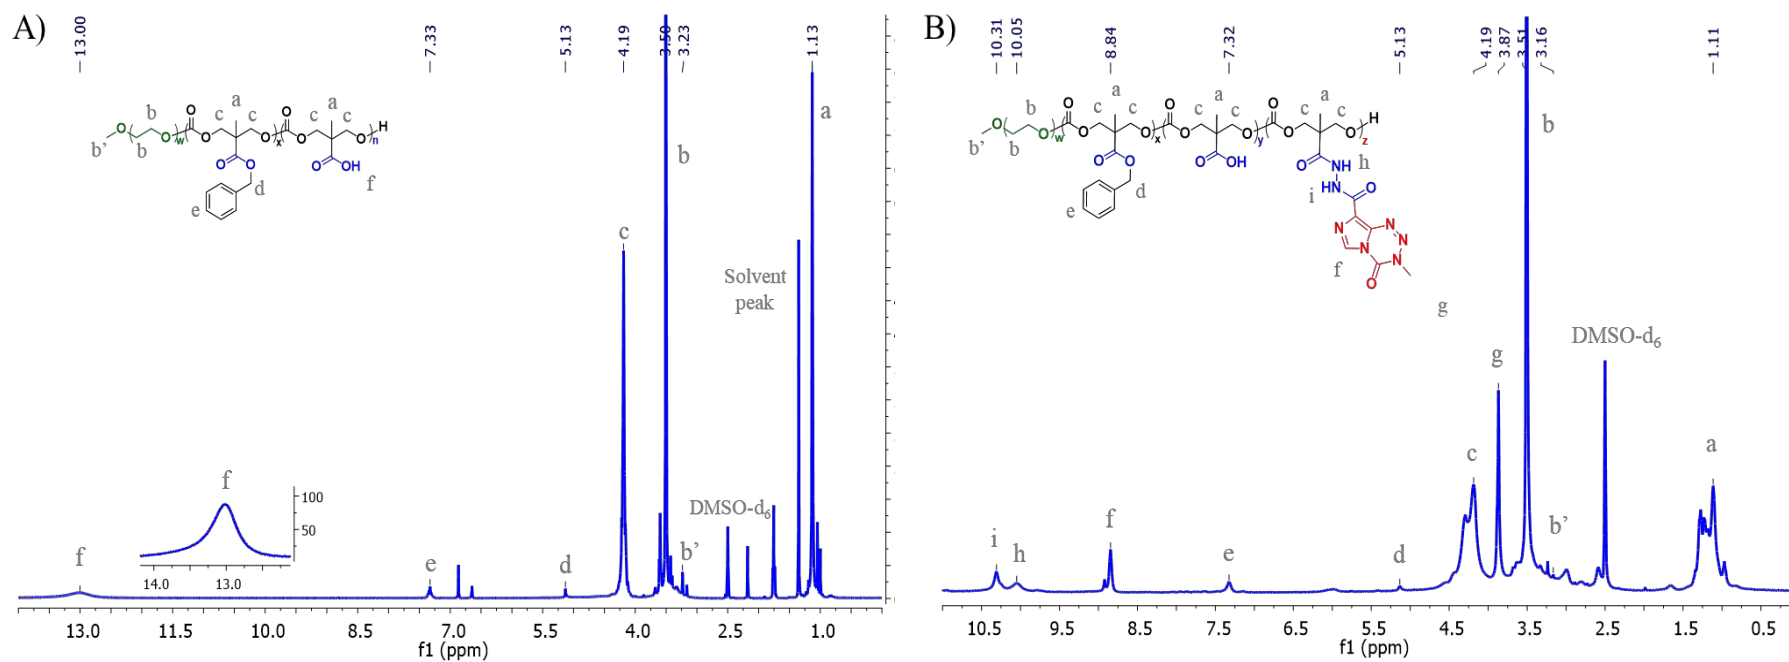 A)
13.00
7.33
5.13
4.19
3.50
3.23
1.13
b
a
a
b'
O
b
O
w
O
O
c
c
O
x
O
O
c
c
O
H
n
O
O
O
OH
d
e
f
a
b
c
Solvent
peak
DMSO-d6
b'
f
e
d
f
100
50
14.0
13.0
13.0
11.5
10.0
8.5
7.0
5.5
4.0
2.5
1.0
f1 (ppm)
B)
10.31
10.05
8.84
7.32
5.13
4.19
3.87
3.51
3.16
1.11
b
a
a
a
b'
O
b
O
w
O
O
c
c
O
x
O
O
c
c
O
y
O
O
c
c
O
H
z
O
O
O
OH
O
NH
h
i
HN
O
d
e
N
N
N
N
N
f
O
b
g
DMSO-d6
g
c
b'
a
i
h
f
e
d
10.5
9.5
8.5
7.5
6.5
5.5
4.5
3.5
2.5
1.5
0.5
f1 (ppm)